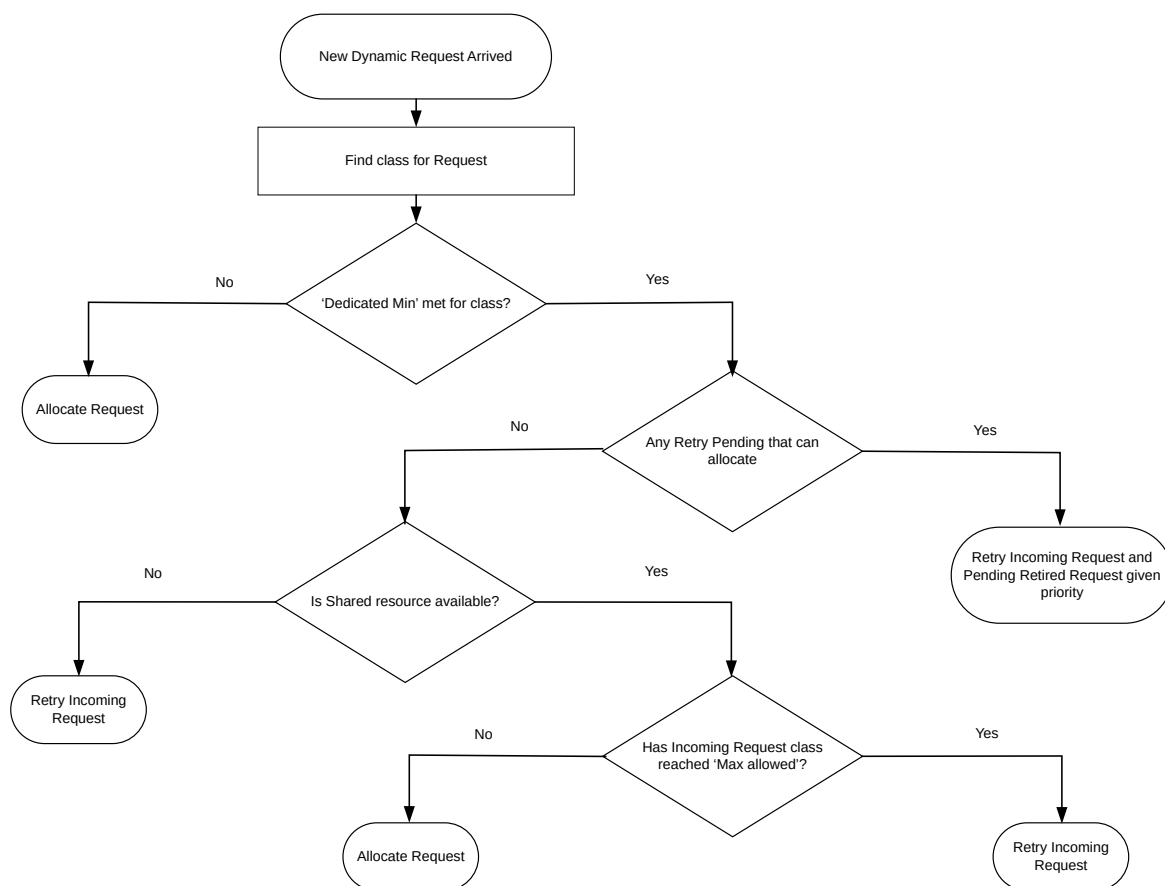 New Dynamic Request Arrived
Find class for Request
No
Yes
‘Dedicated Min’ met for class?
Allocate Request
No
Yes
Any Retry Pending that can
allocate
No
Yes
Retry Incoming Request and
Pending Retired Request given
priority
Is Shared resource available?
Retry Incoming
Request
No
Yes
Has Incoming Request class
reached ‘Max allowed’?
Allocate Request
Retry Incoming
Request